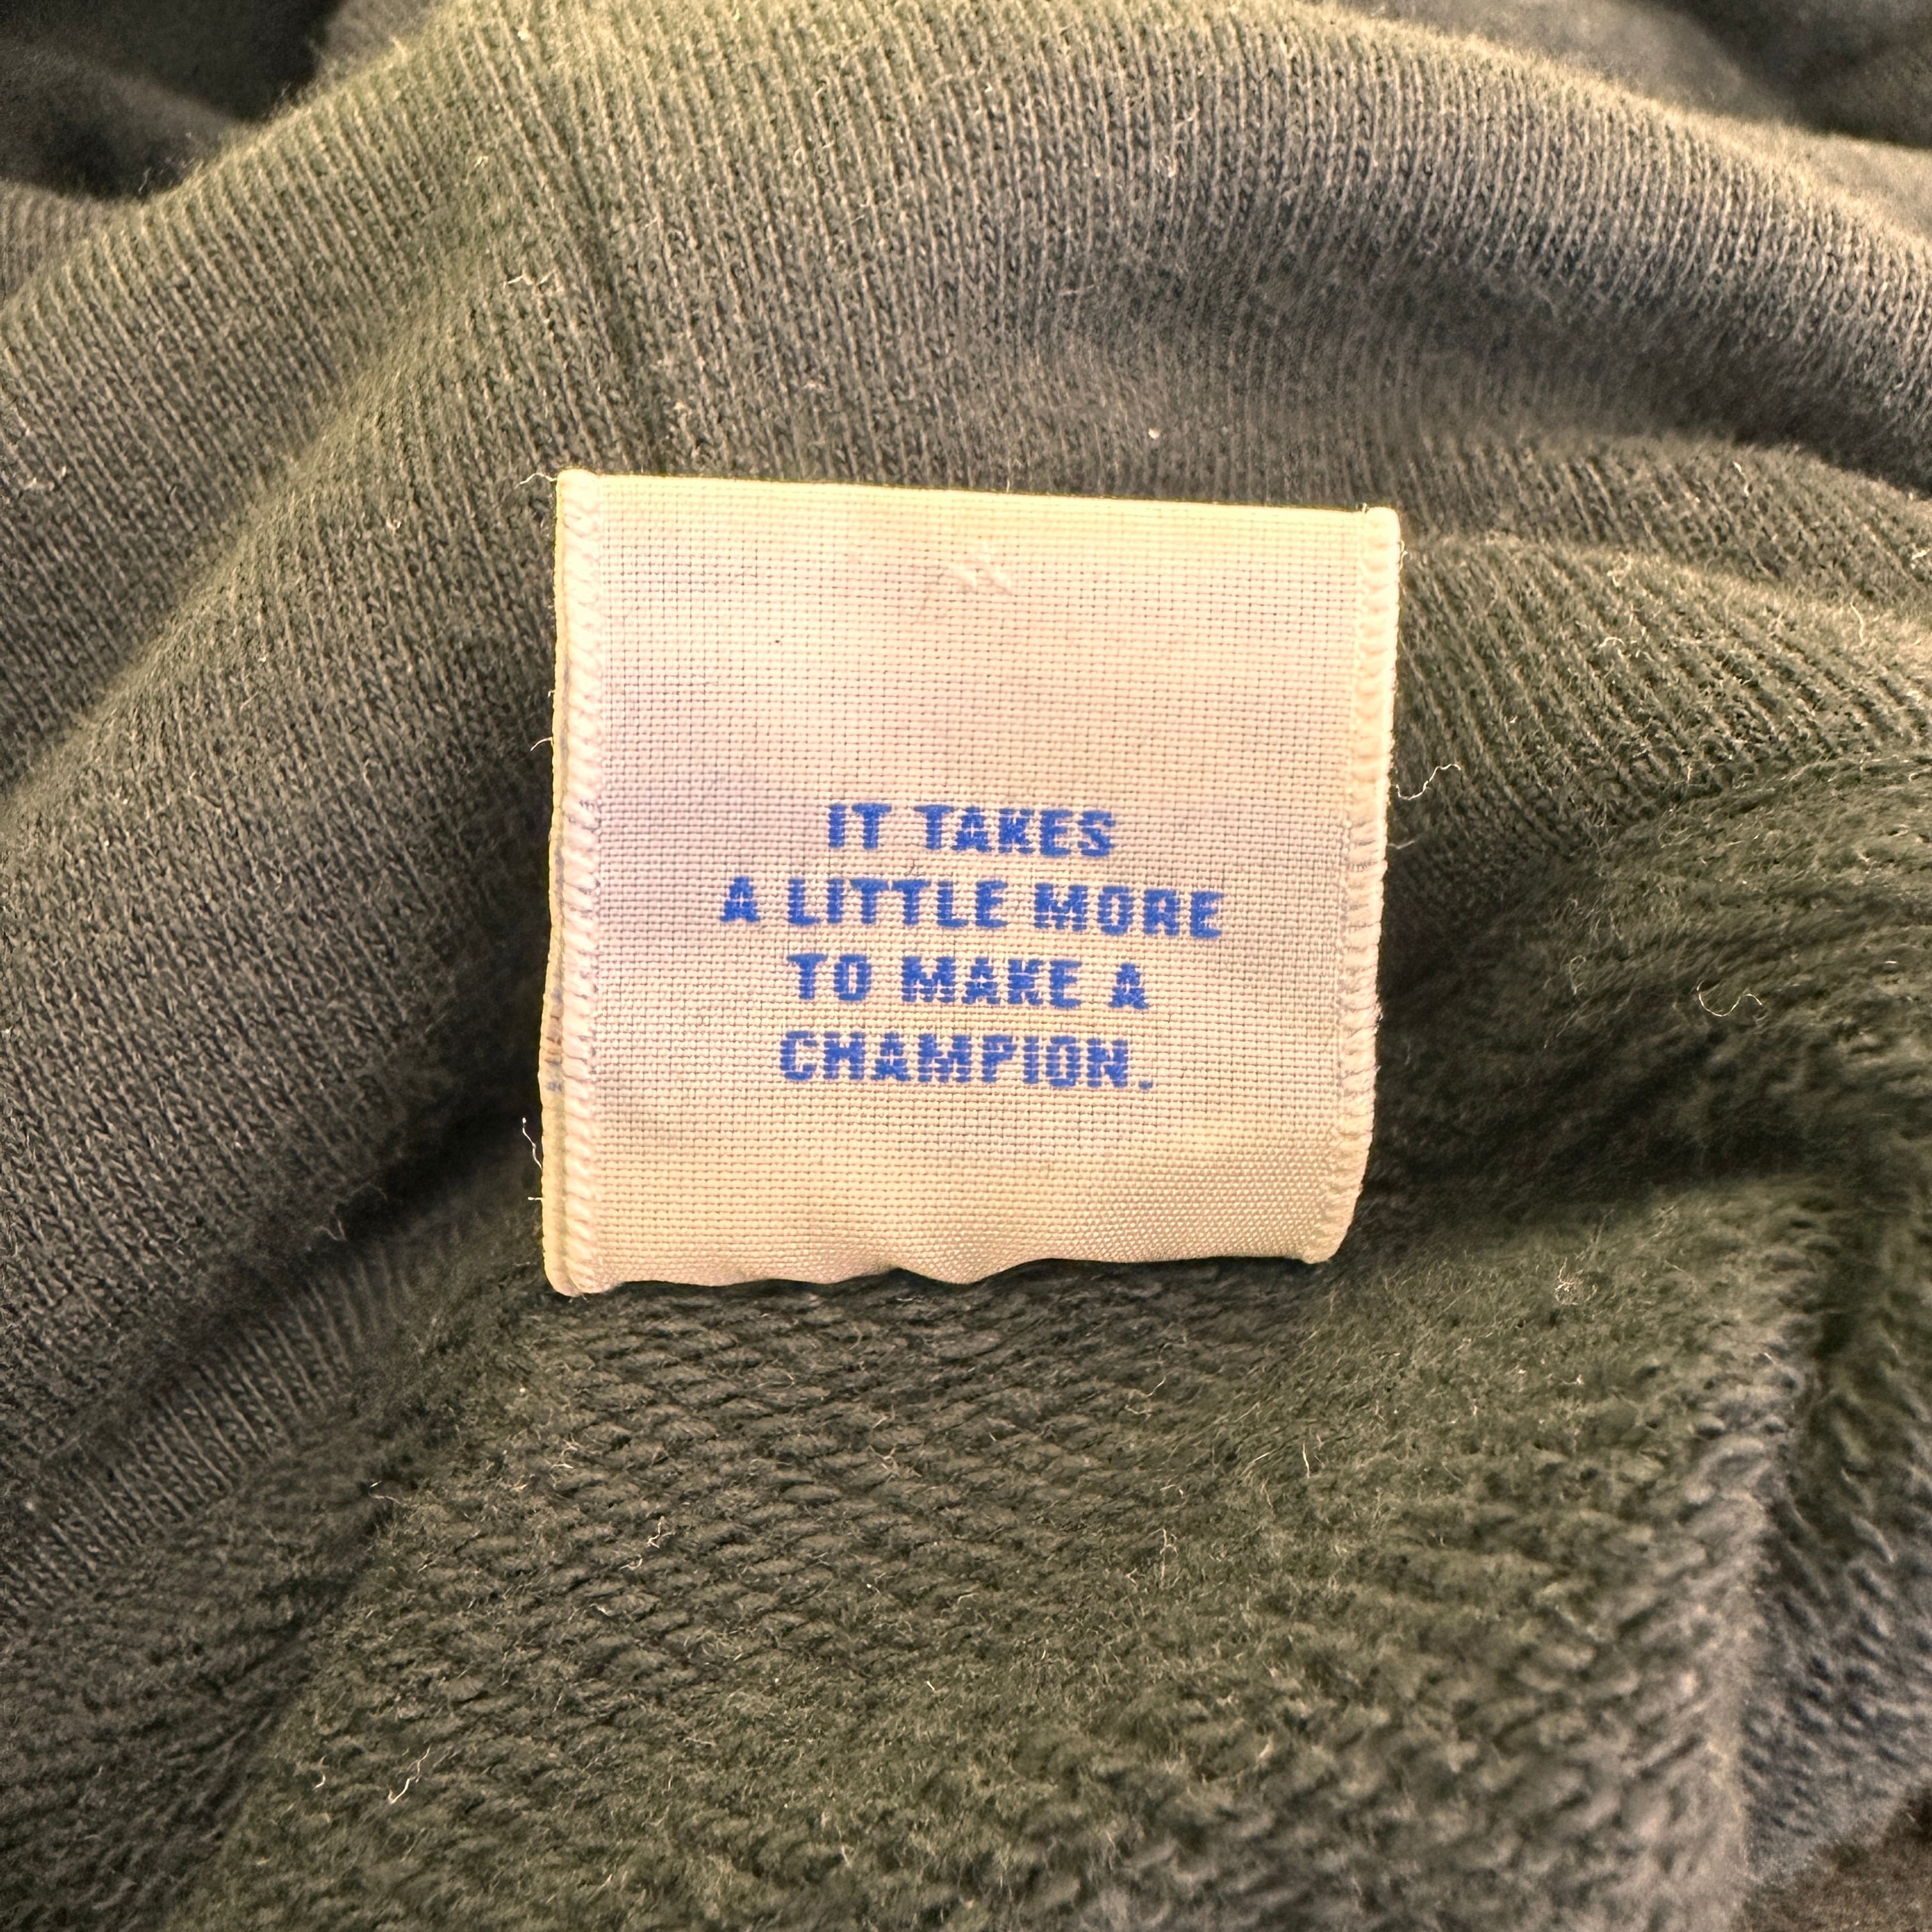 IT TAKES
A LITTLE MORE
TO MAKE A
CHAMPION.